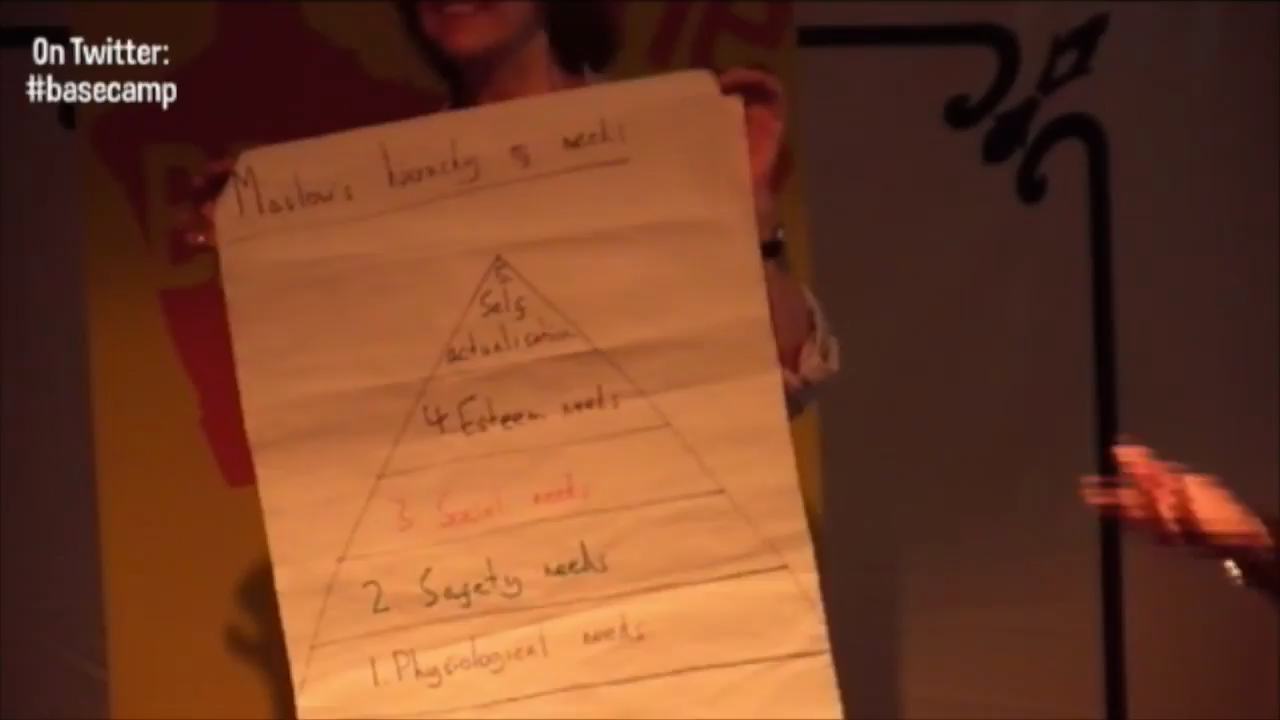 On Twitter:
#basecamp
Maslow's hierachy of needs
5
Self
actualisation
4. Esteem needs
3 Social needs
2 Safety needs
1. Physiological needs